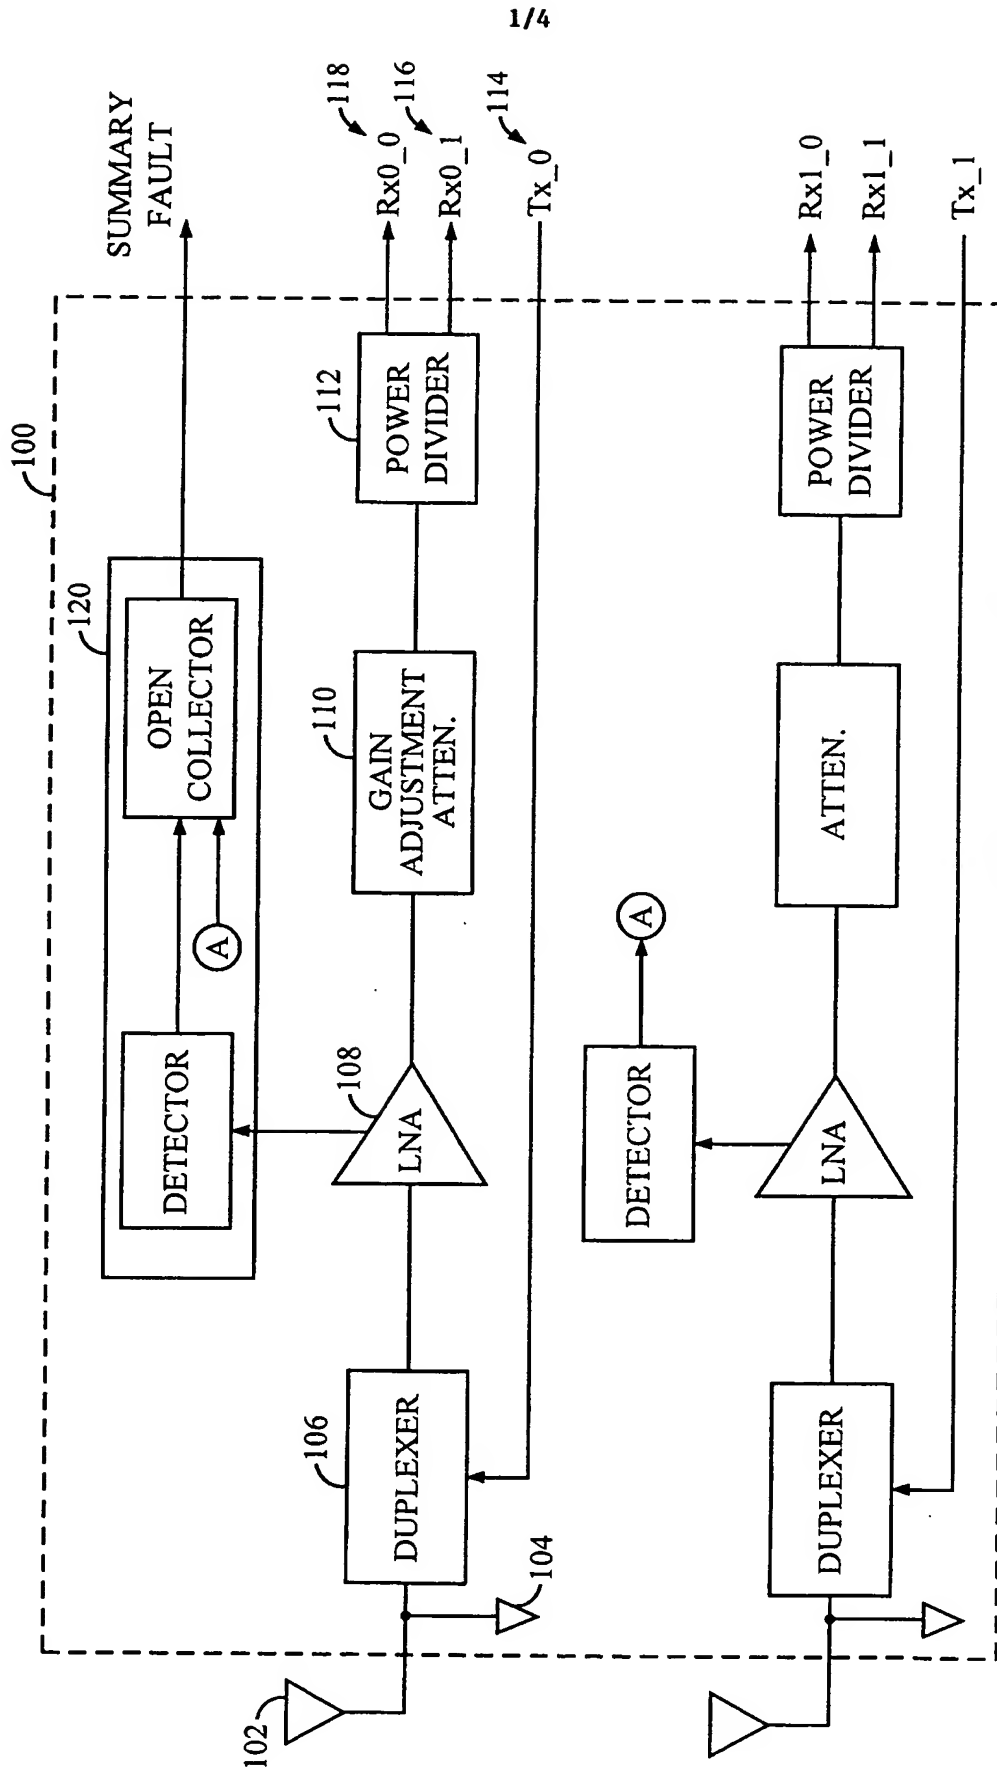 1/4
100
120
SUMMARY
FAULT
DETECTOR
OPEN
COLLECTOR
A
118
Rx0_0
116
Rx0_1
114
Tx_0
102
104
106
DUPLEXER
108
LNA
110
GAIN
ADJUSTMENT
ATTEN.
112
POWER
DIVIDER
DETECTOR
A
DUPLEXER
LNA
ATTEN.
POWER
DIVIDER
Rx1_0
Rx1_1
Tx_1